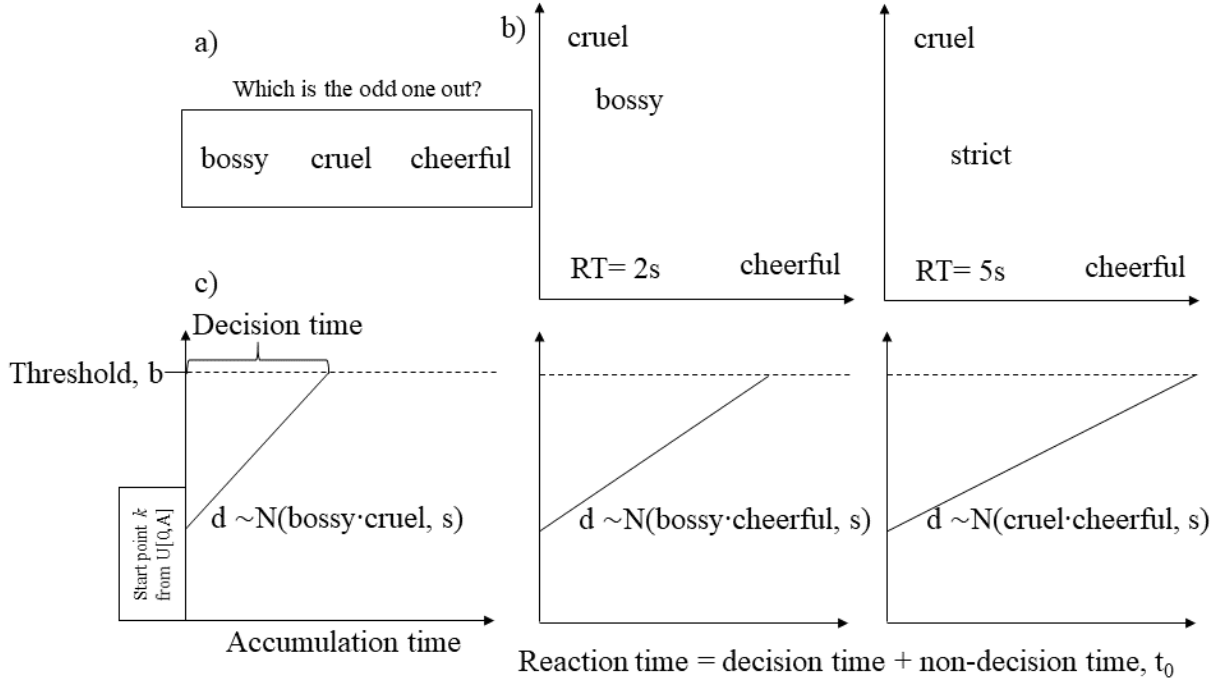 a)
Which is the odd one out?
bossy cruel cheerful
b)
cruel
bossy
RT= 2s cheerful
cruel
strict
RT= 5s cheerful
c)
Decision time
Threshold, b
Start point k
from U[0,A]
d ~N(bossy·cruel, s)
Accumulation time
d ~N(bossy·cheerful, s)
d ~N(cruel·cheerful, s)
Reaction time = decision time + non-decision time, t₀